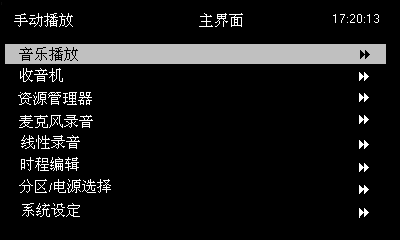 手动播放 主界面 17:20:13
音乐播放
收音机
资源管理器
麦克风录音
线性录音
时程编辑
分区/电源选择
系统设定